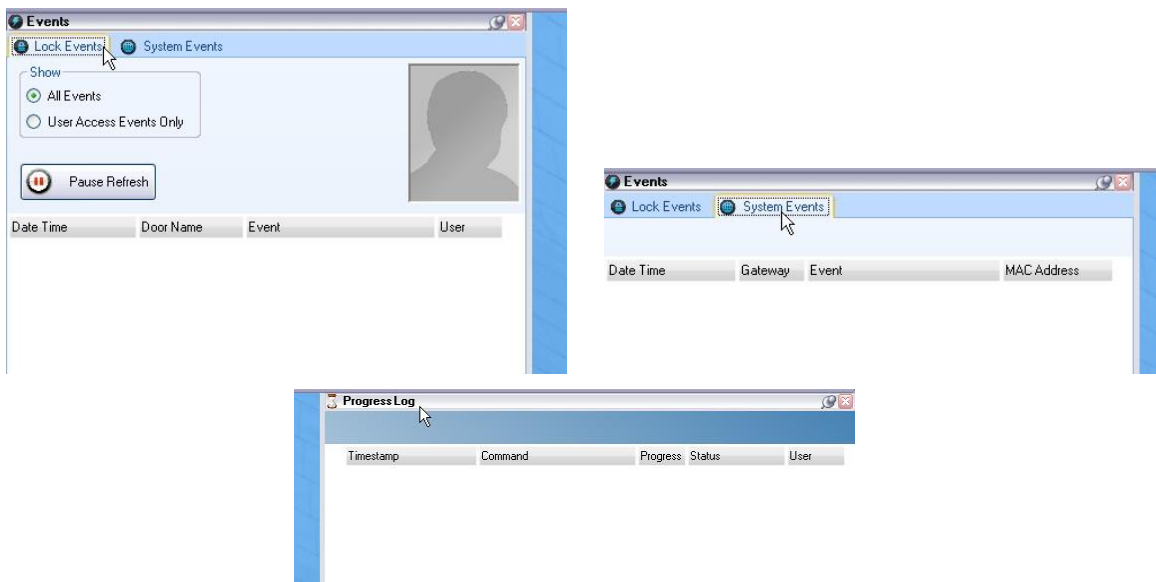 Events
Lock Events System Events
Show
All Events
User Access Events Only
Pause Refresh
Date Time Door Name Event User
Events
Lock Events System Events
Date Time Gateway Event MAC Address
Progress Log
Timestamp Command Progress Status User